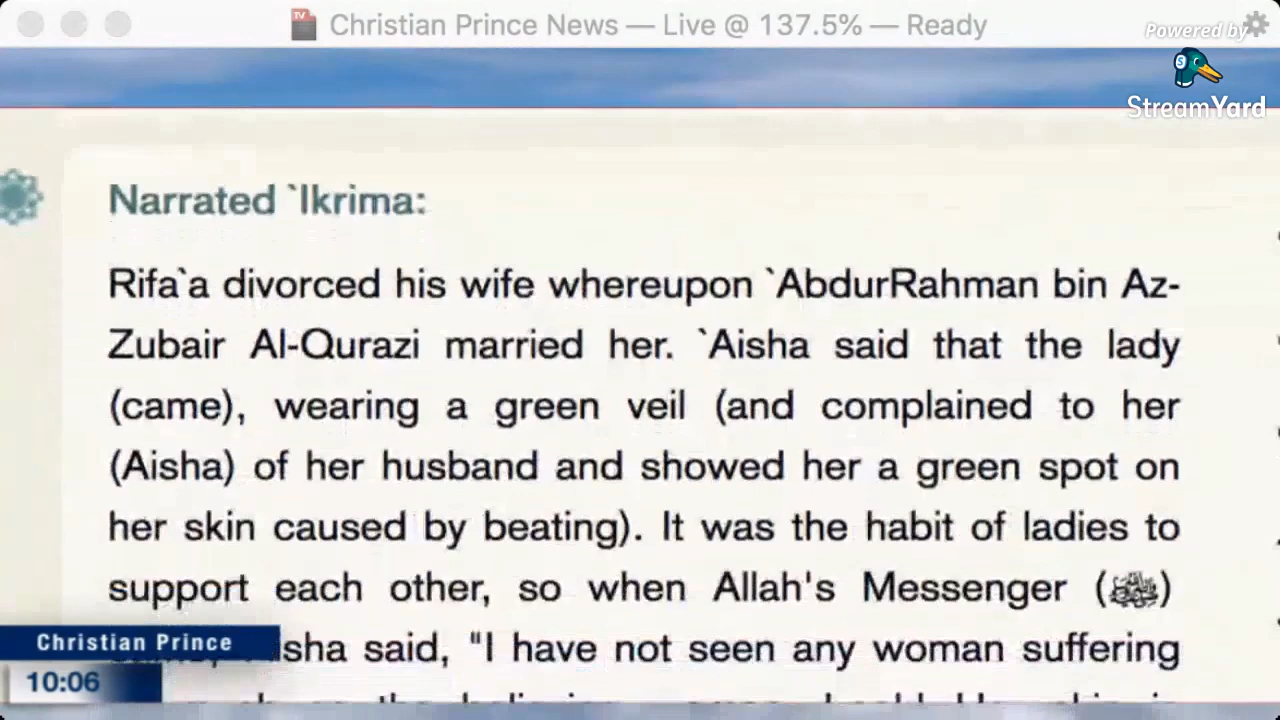 Christian Prince News — Live @ 137.5% — Ready
Powered by
StreamYard
Narrated `Ikrima:
Rifa`a divorced his wife whereupon `AbdurRahman bin Az-
Zubair Al-Qurazi married her. `Aisha said that the lady
(came), wearing a green veil (and complained to her
(Aisha) of her husband and showed her a green spot on
her skin caused by beating). It was the habit of ladies to
support each other, so when Allah's Messenger (ﷺ)
said, "I have not seen any woman suffering
Christian Prince
10:06